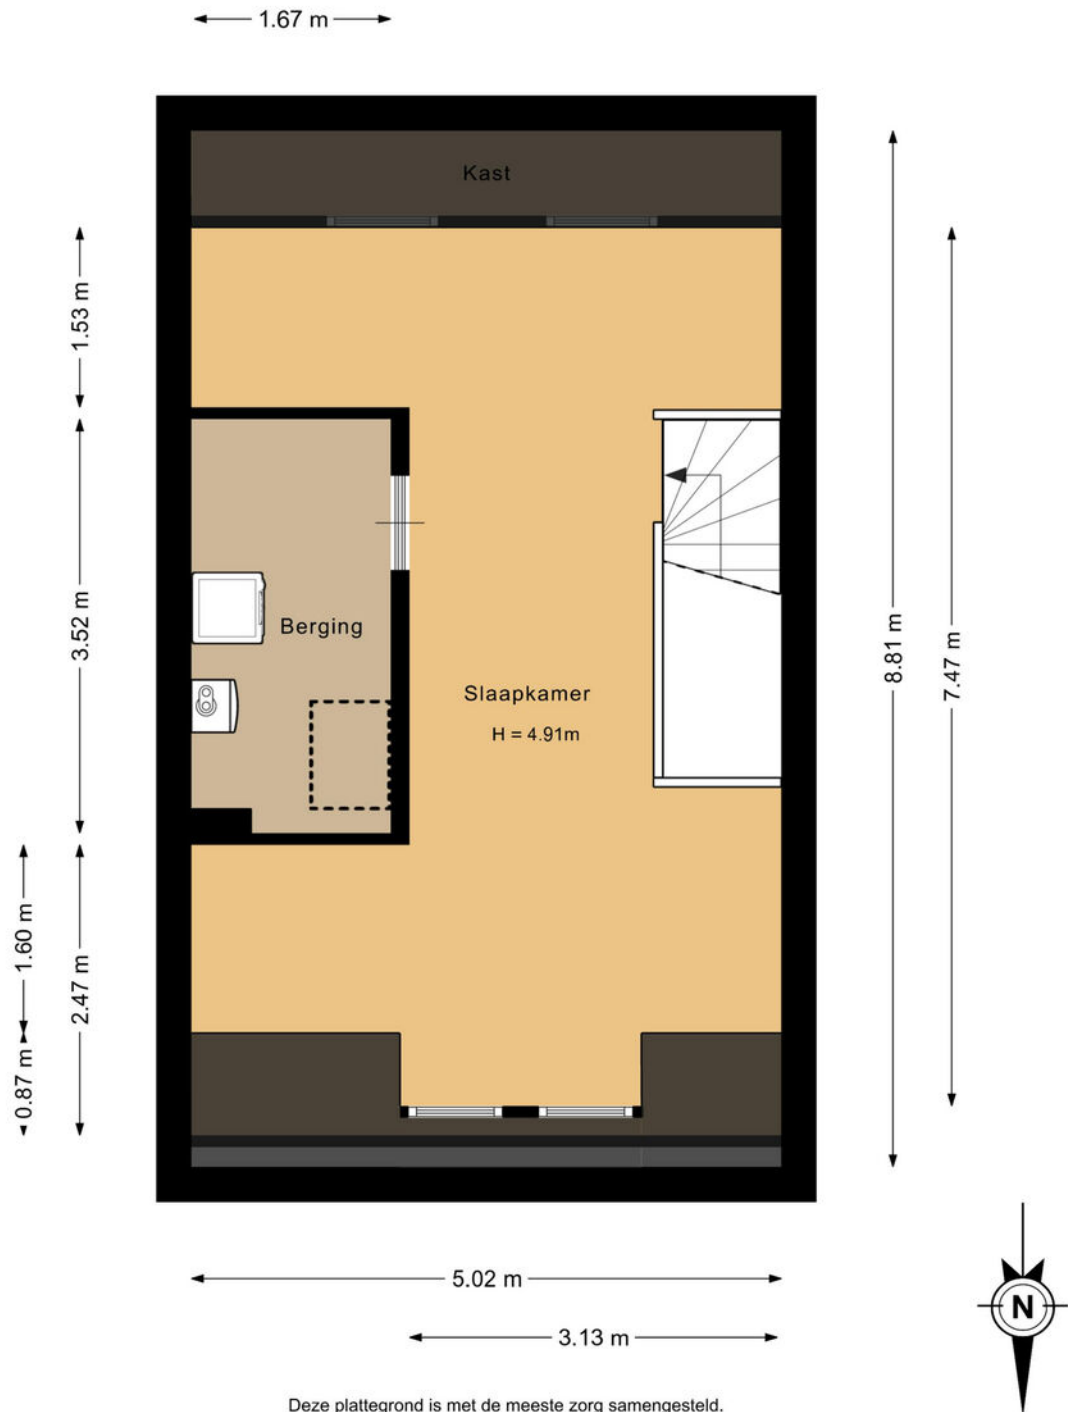 1.67 m
Kast
1.53 m
3.52 m
Berging
Slaapkamer
H = 4.91m
8.81 m
7.47 m
1.60 m
2.47 m
0.87 m
5.02 m
3.13 m
N
Deze plattegrond is met de meeste zorg samengesteld.